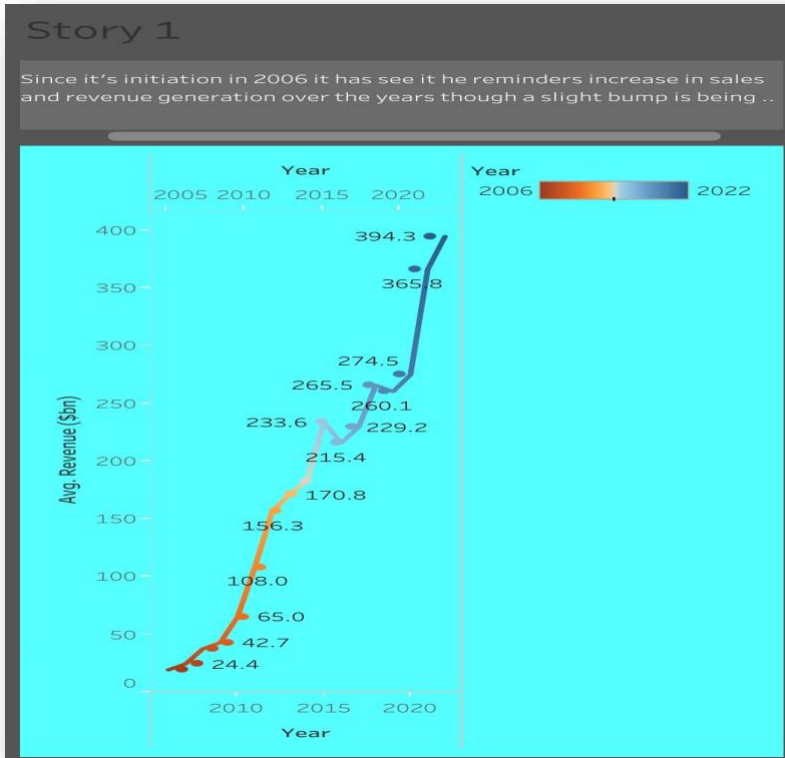 Story 1
Since it's initiation in 2006 it has see it he reminders increase in sales
and revenue generation over the years though a slight bump is being ..
Year
2005 2010 2015 2020
Year
2006 2022
400
350
300
250
200
150
100
50
0
Avg. Revenue ($bn)
394.3
365.8
274.5
265.5
260.1
233.6
229.2
215.4
170.8
156.3
108.0
65.0
42.7
24.4
2010 2015 2020
Year